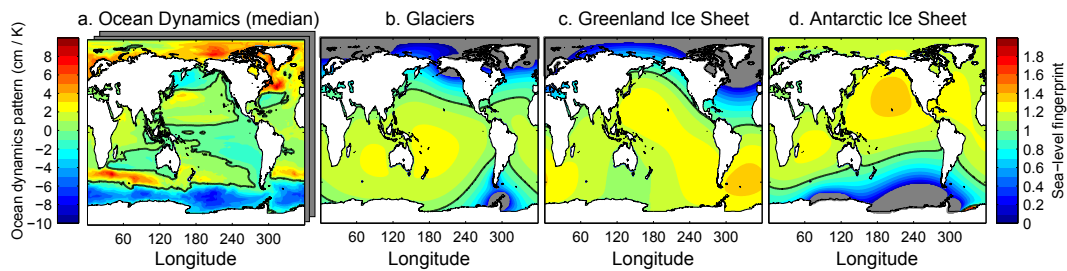 a. Ocean Dynamics (median)
b. Glaciers
c. Greenland Ice Sheet
d. Antarctic Ice Sheet
Ocean dynamics pattern (cm / K)
8
6
4
2
0
−2
−4
−6
−8
−10
60 120 180 240 300
60 120 180 240 300
60 120 180 240 300
60 120 180 240 300
Longitude
Longitude
Longitude
Longitude
1.8
1.6
1.4
1.2
1
0.8
0.6
0.4
0.2
0
Sea−level fingerprint